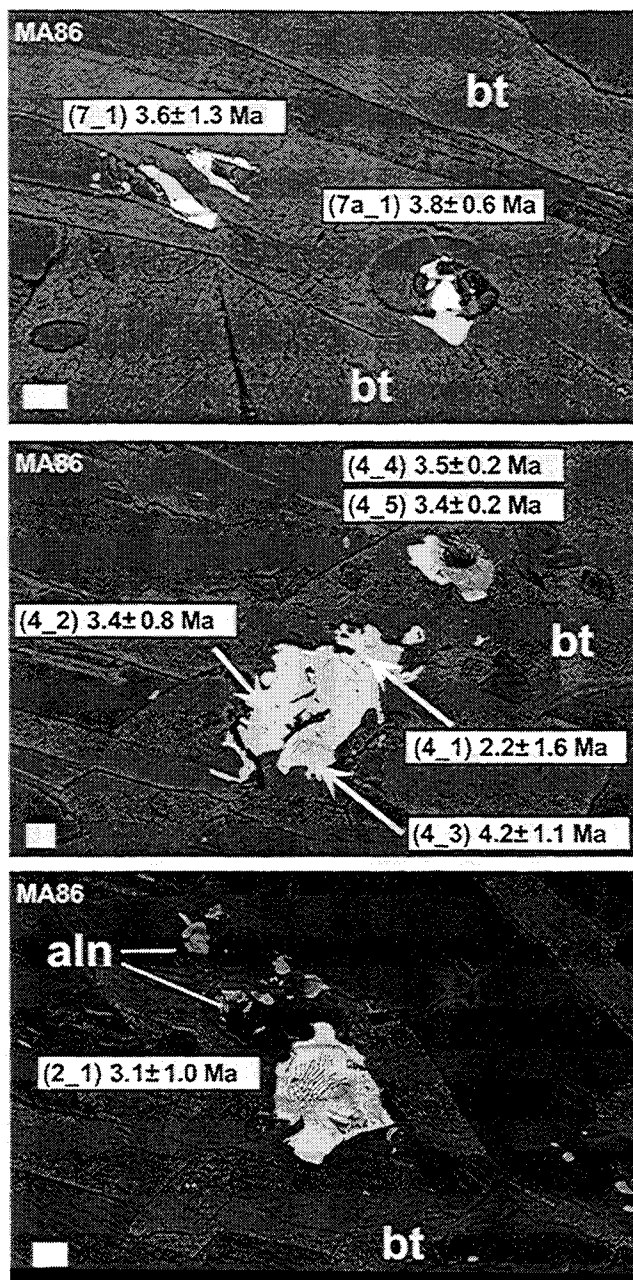 MA86
bt
(7_1) 3.6± 1.3 Ma
(7a_1) 3.8± 0.6 Ma
bt
MA86
(4_4) 3.5± 0.2 Ma
(4_5) 3.4± 0.2 Ma
(4_2) 3.4± 0.8 Ma
bt
(4_1) 2.2± 1.6 Ma
(4_3) 4.2± 1.1 Ma
MA86
aln
(2_1) 3.1± 1.0 Ma
bt